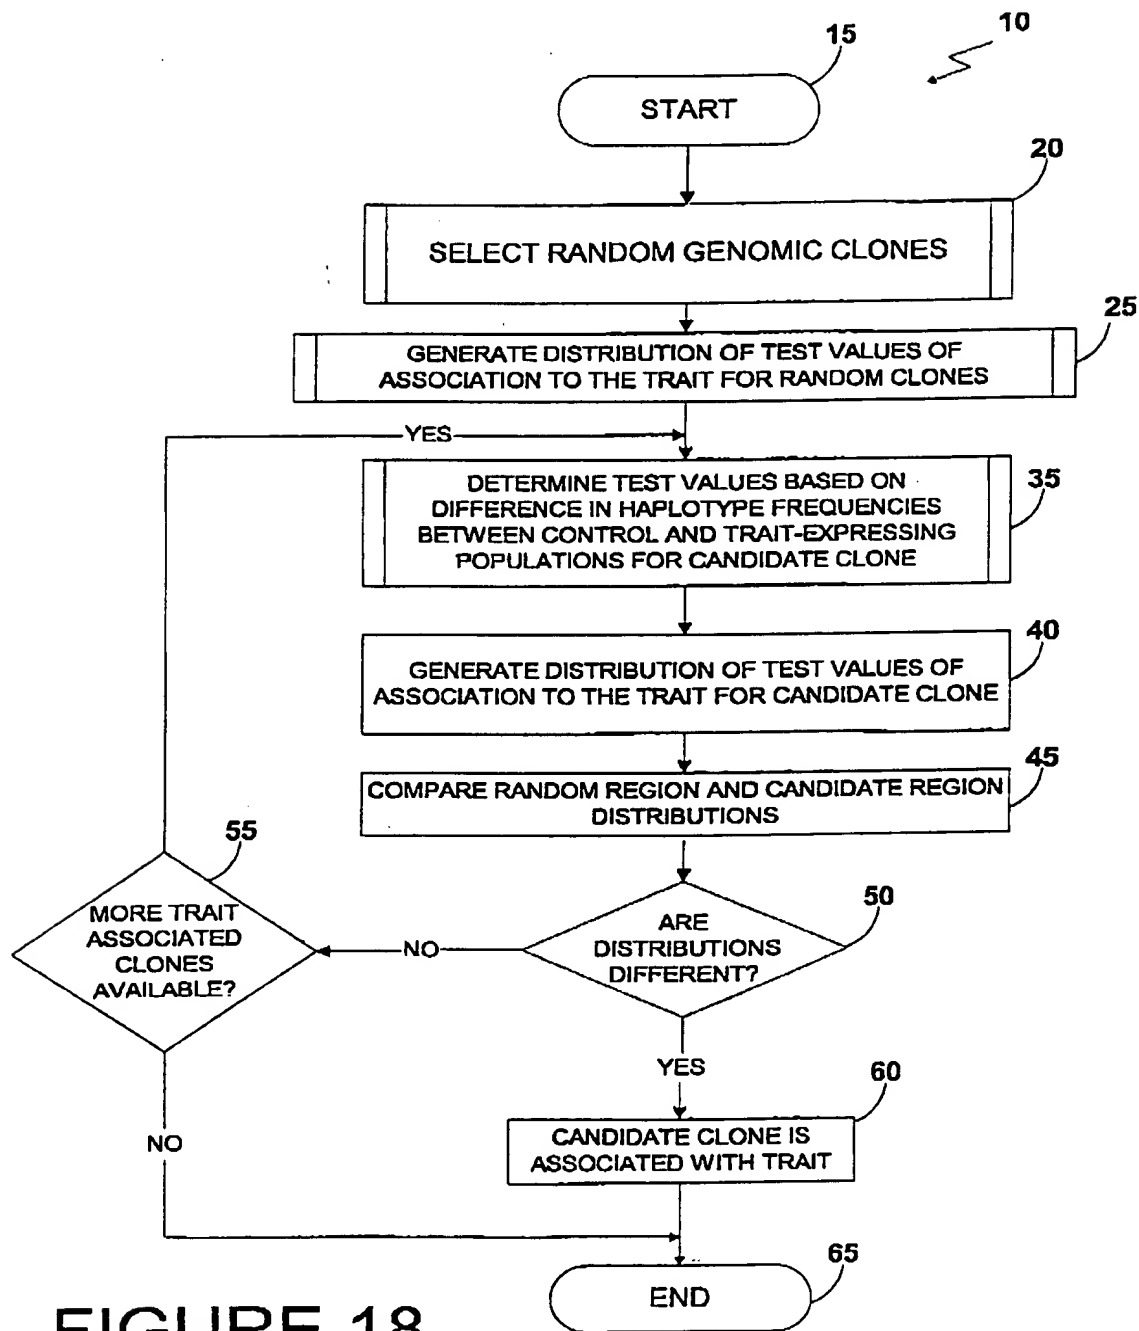 10
15
START
20
SELECT RANDOM GENOMIC CLONES
25
GENERATE DISTRIBUTION OF TEST VALUES OF
ASSOCIATION TO THE TRAIT FOR RANDOM CLONES
YES
35
DETERMINE TEST VALUES BASED ON
DIFFERENCE IN HAPLOTYPE FREQUENCIES
BETWEEN CONTROL AND TRAIT-EXPRESSING
POPULATIONS FOR CANDIDATE CLONE
40
GENERATE DISTRIBUTION OF TEST VALUES OF
ASSOCIATION TO THE TRAIT FOR CANDIDATE CLONE
45
COMPARE RANDOM REGION AND CANDIDATE REGION
DISTRIBUTIONS
55
MORE TRAIT
ASSOCIATED
CLONES
AVAILABLE?
NO
50
ARE
DISTRIBUTIONS
DIFFERENT?
YES
60
CANDIDATE CLONE IS
ASSOCIATED WITH TRAIT
NO
65
END
FIGURE 18